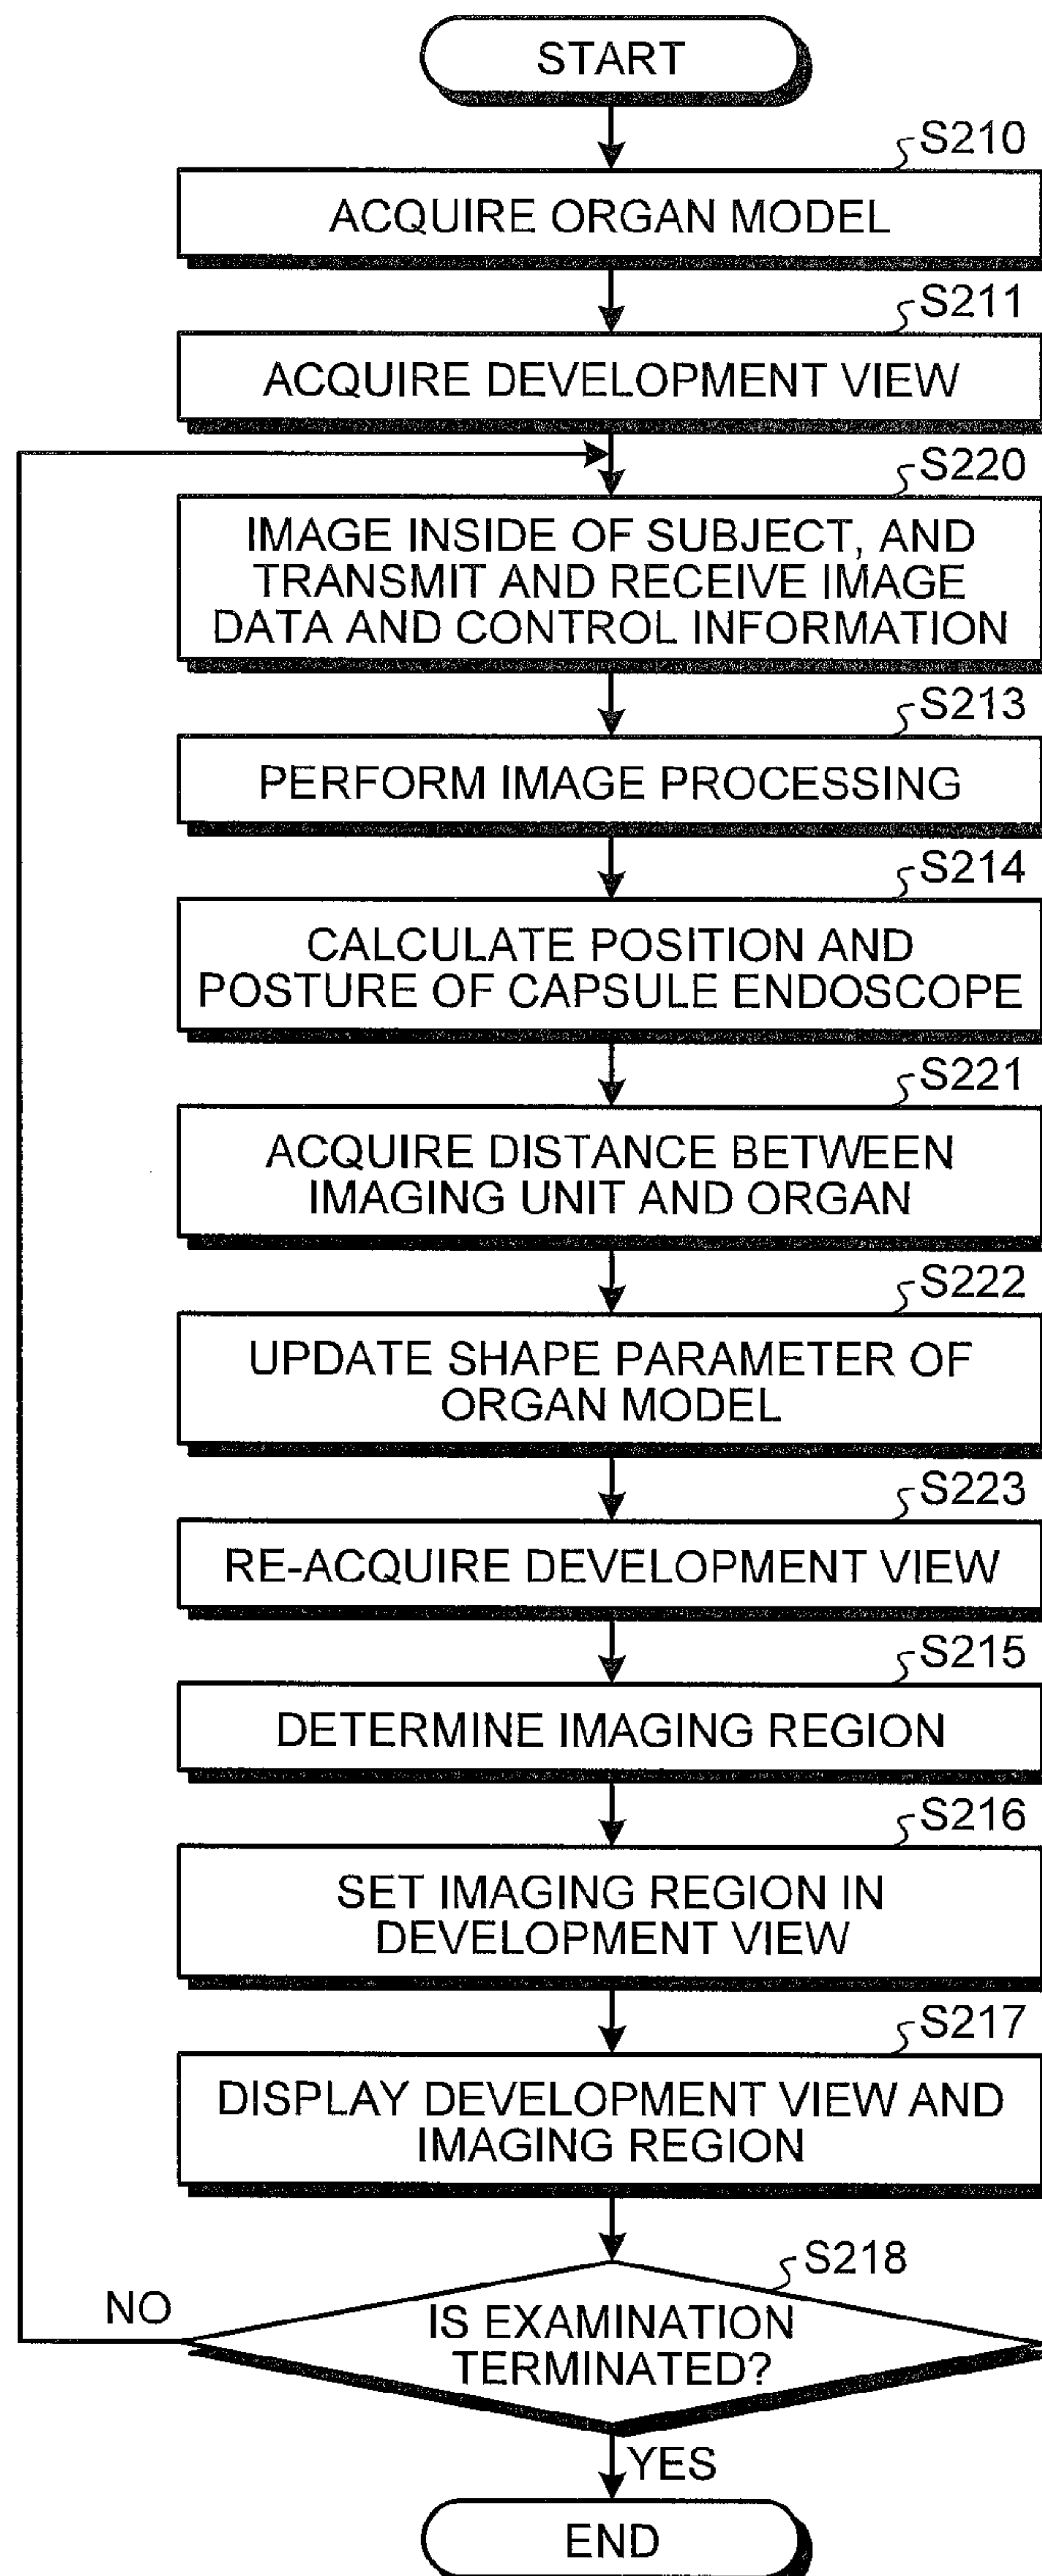 START
S210
ACQUIRE ORGAN MODEL
S211
ACQUIRE DEVELOPMENT VIEW
S220
IMAGE INSIDE OF SUBJECT, AND
TRANSMIT AND RECEIVE IMAGE
DATA AND CONTROL INFORMATION
S213
PERFORM IMAGE PROCESSING
S214
CALCULATE POSITION AND
POSTURE OF CAPSULE ENDOSCOPE
S221
ACQUIRE DISTANCE BETWEEN
IMAGING UNIT AND ORGAN
S222
UPDATE SHAPE PARAMETER OF
ORGAN MODEL
S223
RE-ACQUIRE DEVELOPMENT VIEW
S215
DETERMINE IMAGING REGION
S216
SET IMAGING REGION IN
DEVELOPMENT VIEW
S217
DISPLAY DEVELOPMENT VIEW AND
IMAGING REGION
S218
NO
IS EXAMINATION
TERMINATED?
YES
END